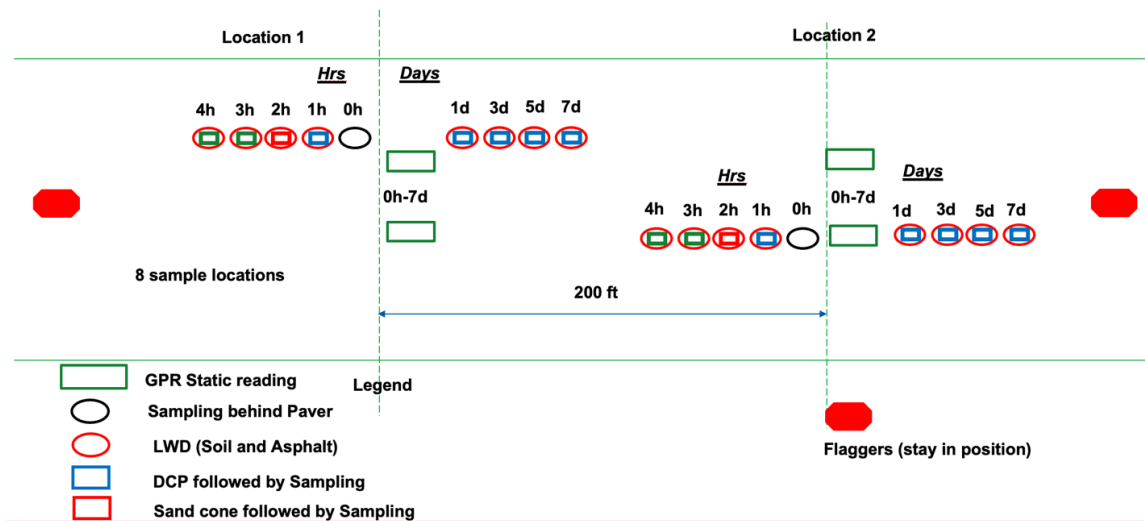 Location 1
Location 2
Hrs
Days
4h 3h 2h 1h 0h
1d 3d 5d 7d
0h-7d
Hrs
4h 3h 2h 1h 0h
0h-7d
Days
1d 3d 5d 7d
8 sample locations
200 ft
Legend
GPR Static reading
Sampling behind Paver
LWD (Soil and Asphalt)
DCP followed by Sampling
Sand cone followed by Sampling
Flaggers (stay in position)